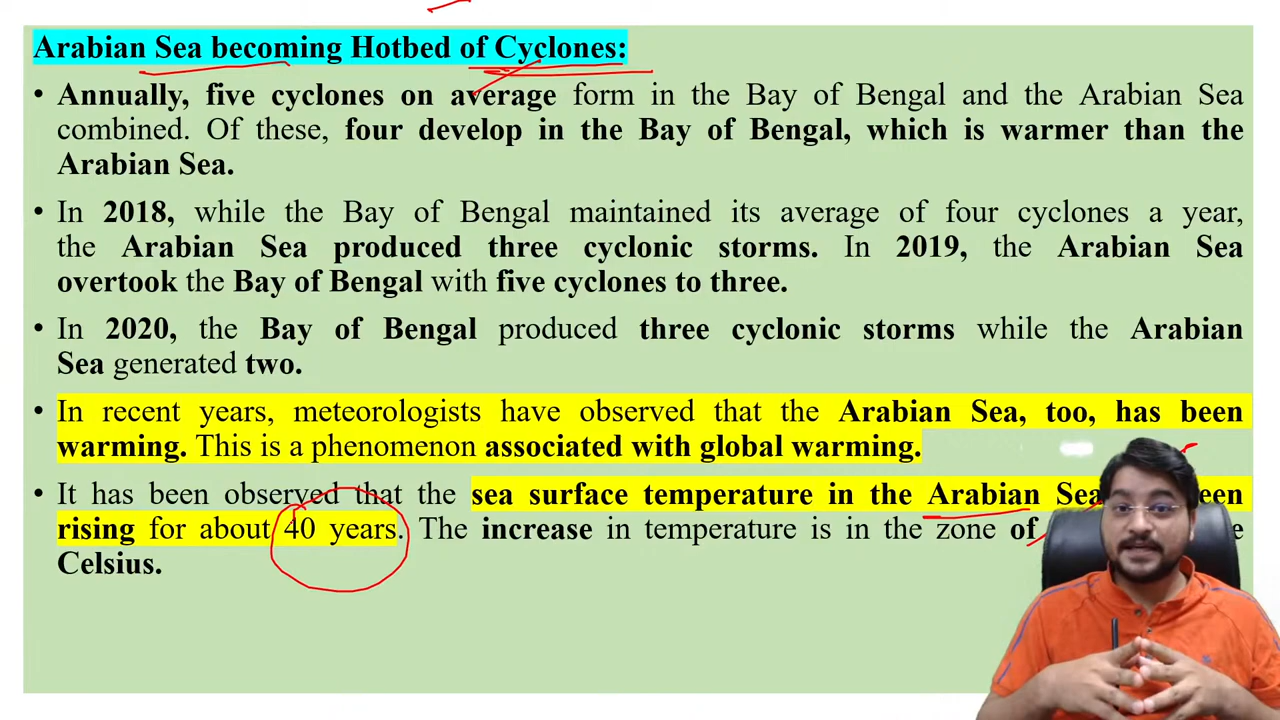 Arabian Sea becoming Hotbed of Cyclones:
• Annually, five cyclones on average form in the Bay of Bengal and the Arabian Sea
combined. Of these, four develop in the Bay of Bengal, which is warmer than the
Arabian Sea.
• In 2018, while the Bay of Bengal maintained its average of four cyclones a year,
the Arabian Sea produced three cyclonic storms. In 2019, the Arabian Sea
overtook the Bay of Bengal with five cyclones to three.
• In 2020, the Bay of Bengal produced three cyclonic storms while the Arabian
Sea generated two.
• In recent years, meteorologists have observed that the Arabian Sea, too, has been
warming. This is a phenomenon associated with global warming.
• It has been observed that the sea surface temperature in the Arabian Sea
rising for about 40 years. The increase in temperature is in the zone of
Celsius.